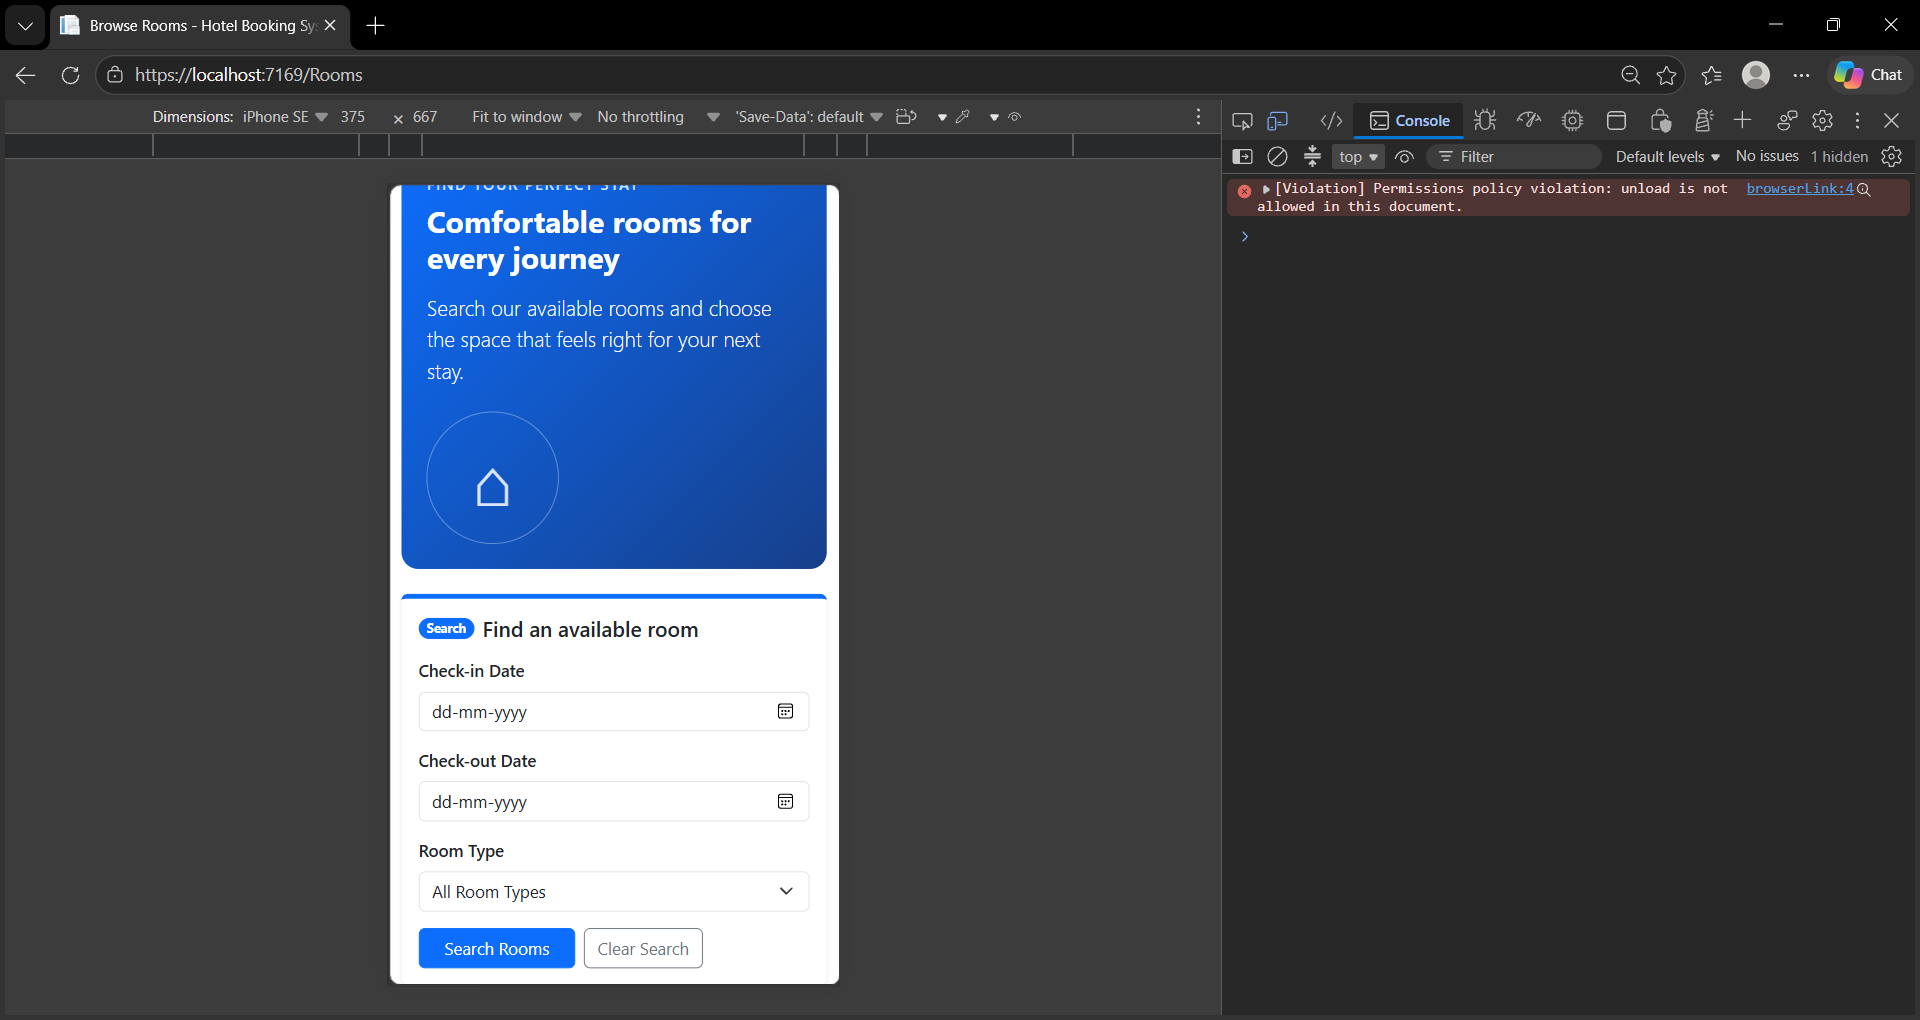 Browse Rooms - Hotel Booking Sy
https://localhost:7169/Rooms
Chat
Dimensions: iPhone SE 375 × 667 Fit to window No throttling 'Save-Data': default
Console
top Filter Default levels No issues 1 hidden
[Violation] Permissions policy violation: unload is not browserLink:4
allowed in this document.
FIND YOUR PERFECT STAY
Comfortable rooms for
every journey
Search our available rooms and choose
the space that feels right for your next
stay.
Search Find an available room
Check-in Date
dd-mm-yyyy
Check-out Date
dd-mm-yyyy
Room Type
All Room Types
Search Rooms Clear Search